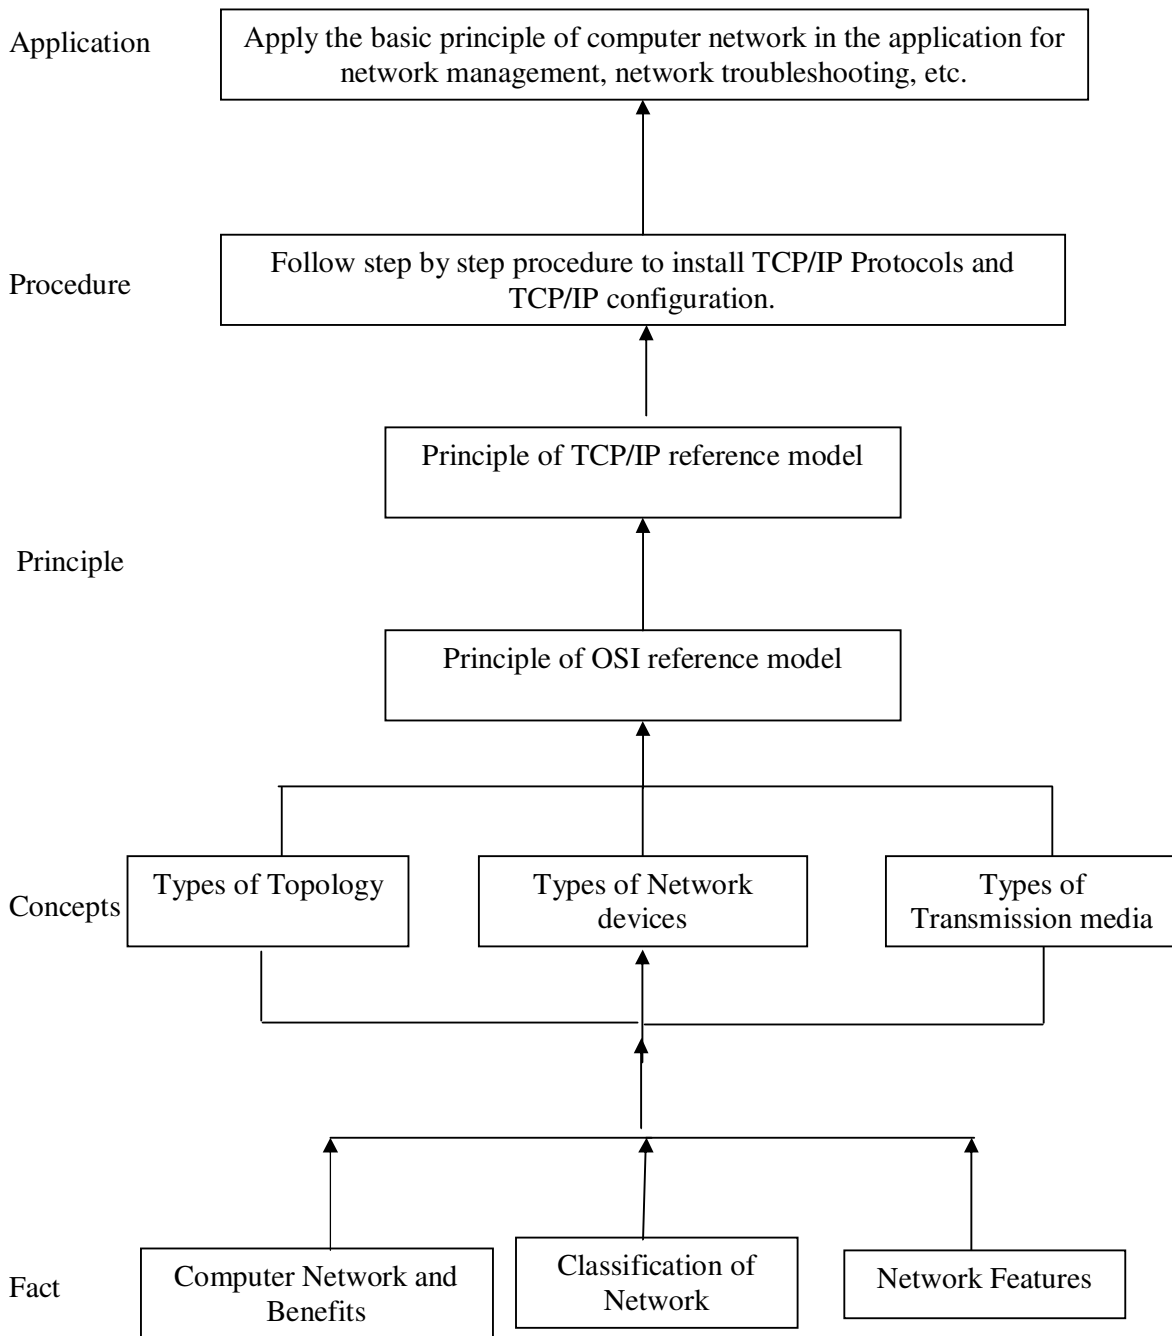 Application
Apply the basic principle of computer network in the application for
network management, network troubleshooting, etc.
Procedure
Follow step by step procedure to install TCP/IP Protocols and
TCP/IP configuration.
Principle of TCP/IP reference model
Principle
Principle of OSI reference model
Concepts
Types of Topology
Types of Network
devices
Types of
Transmission media
Fact
Computer Network and
Benefits
Classification of
Network
Network Features